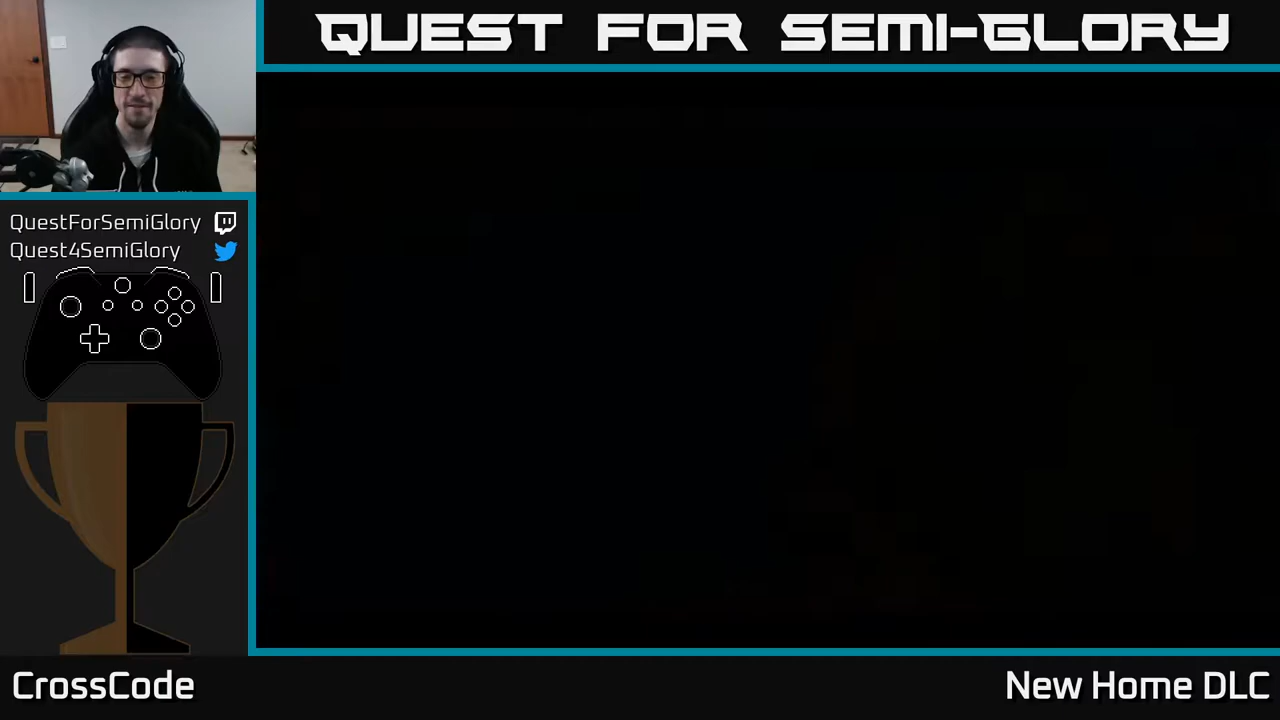 QUEST FOR SEMI-GLORY
QuestForSemiGlory
Quest4SemiGlory
CrossCode
New Home DLC